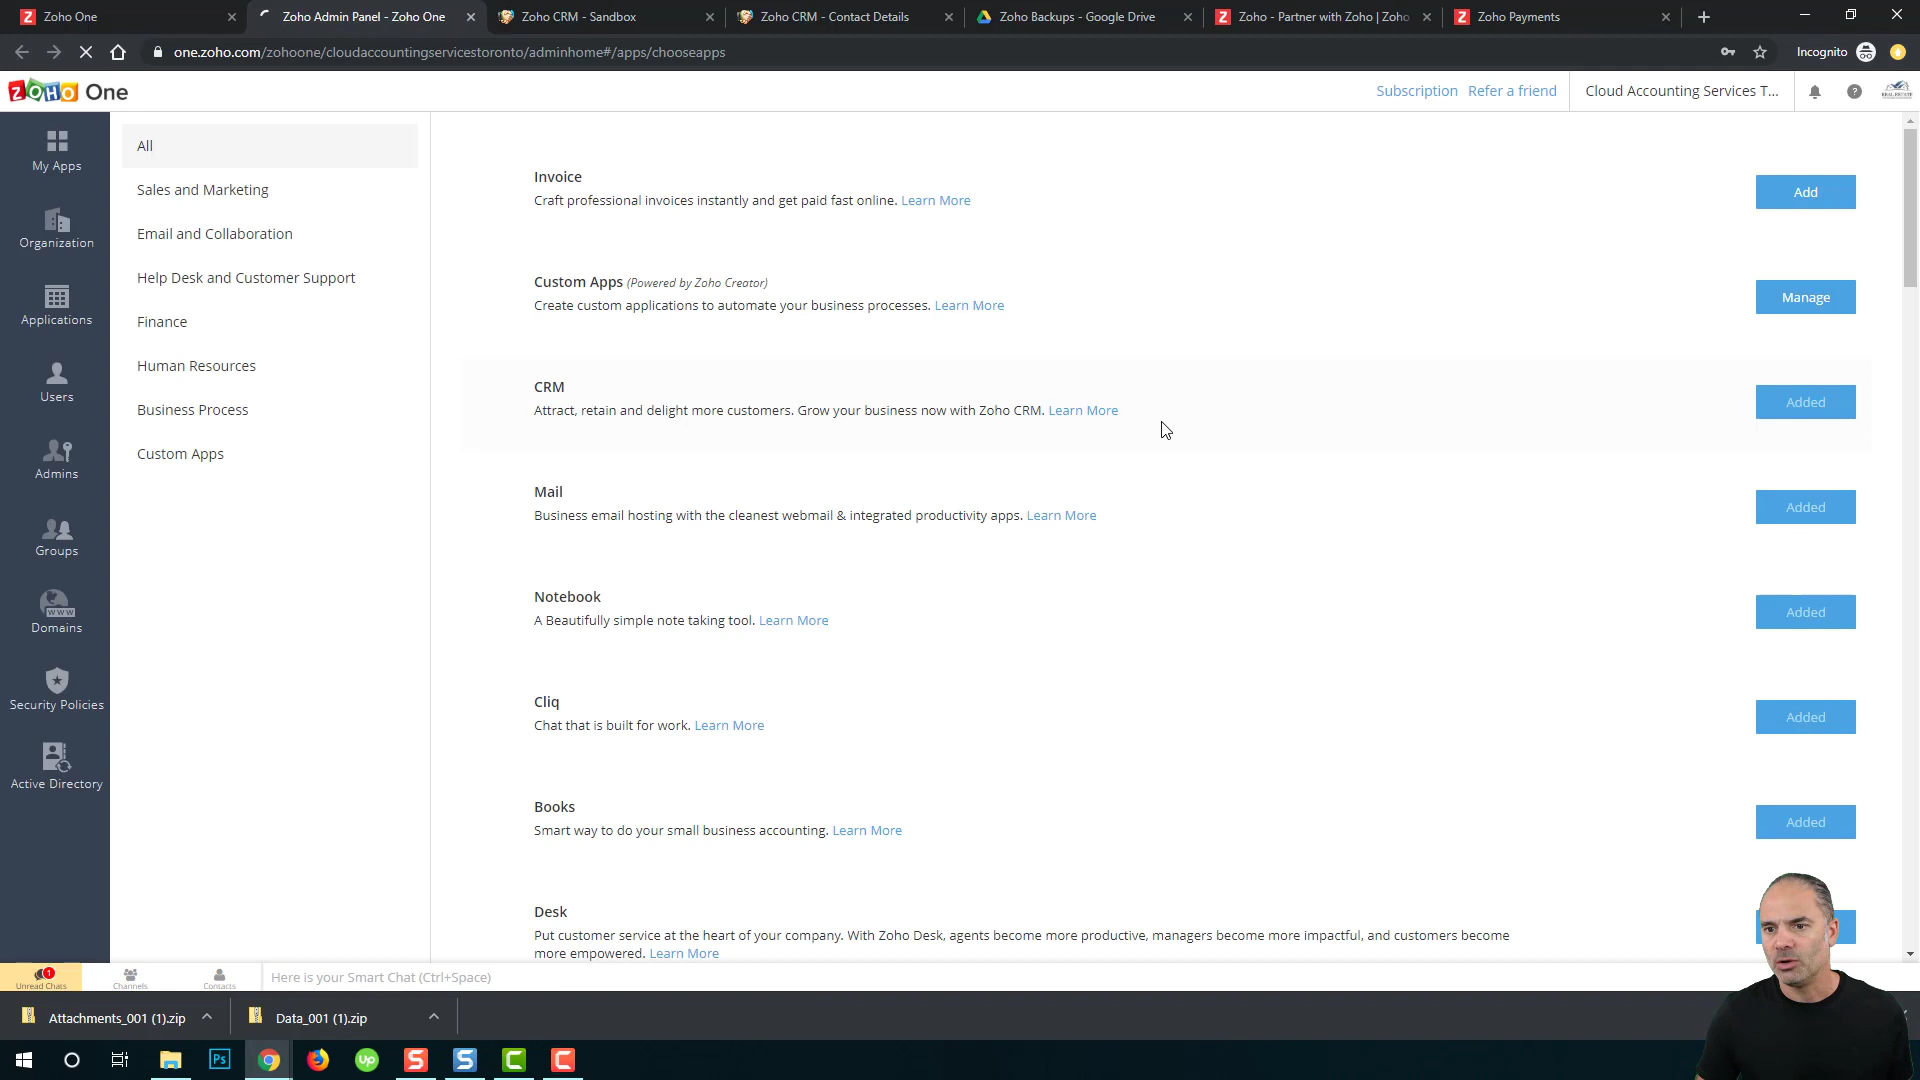 Zoho One
Zoho Admin Panel - Zoho One
Zoho CRM - Sandbox
Zoho CRM - Contact Details
Zoho Backups - Google Drive
Zoho - Partner with Zoho | Zoho
Zoho Payments
one.zoho.com/zohoone/cloudaccountingservicestoronto/adminhome#/apps/chooseapps
Incognito
ZOHO One
Subscription
Refer a friend
Cloud Accounting Services T...
My Apps
Organization
Applications
Users
Admins
Groups
WWW
Domains
Security Policies
Active Directory
All
Sales and Marketing
Email and Collaboration
Help Desk and Customer Support
Finance
Human Resources
Business Process
Custom Apps
Invoice
Craft professional invoices instantly and get paid fast online. Learn More
Add
Custom Apps (Powered by Zoho Creator)
Create custom applications to automate your business processes. Learn More
Manage
CRM
Attract, retain and delight more customers. Grow your business now with Zoho CRM. Learn More
Added
Mail
Business email hosting with the cleanest webmail & integrated productivity apps. Learn More
Added
Notebook
A Beautifully simple note taking tool. Learn More
Added
Cliq
Chat that is built for work. Learn More
Added
Books
Smart way to do your small business accounting. Learn More
Added
Desk
Put customer service at the heart of your company. With Zoho Desk, agents become more productive, managers become more impactful, and customers become
more empowered. Learn More
1
Unread Chats
Channels
Contacts
Here is your Smart Chat (Ctrl+Space)
Attachments_001 (1).zip
Data_001 (1).zip
Ps
up
S
S
C
C